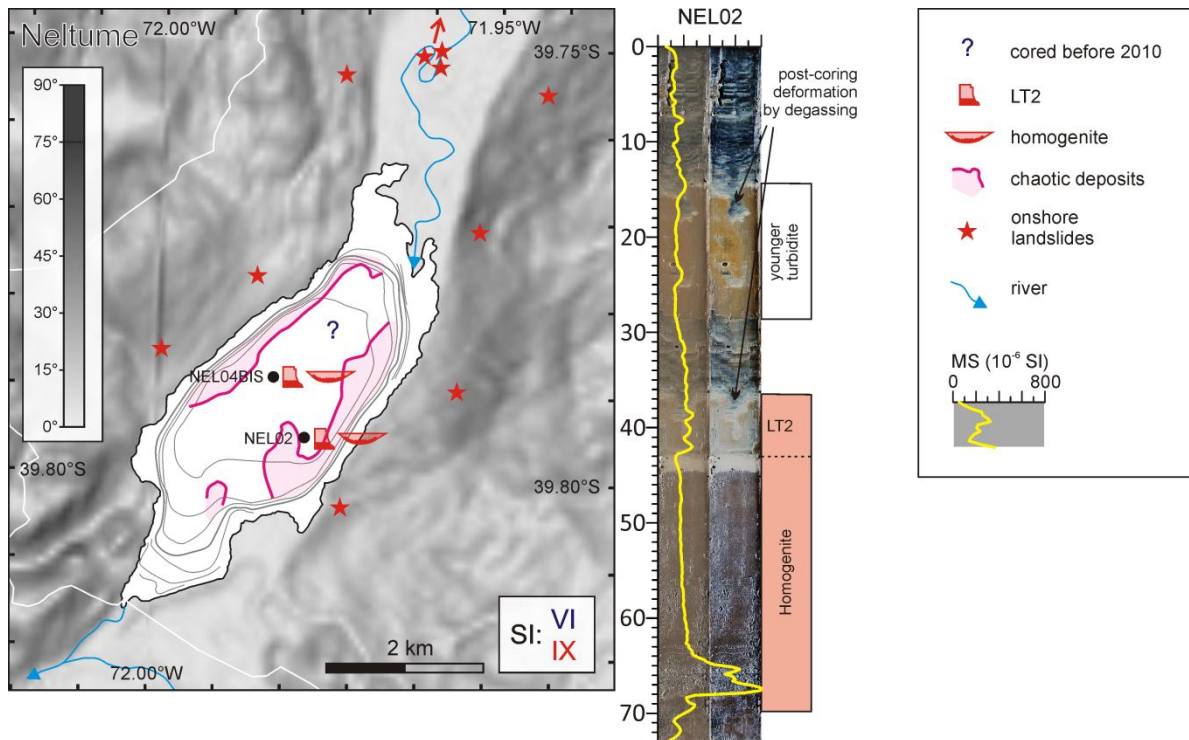 Neltume
72.00°W
71.95°W
39.75°S
90°
75°
60°
45°
30°
15°
0°
?
NEL04BIS
NEL02
39.80°S
39.80°S
SI: VI
IX
2 km
72.00°W
NEL02
0
10
20
30
40
50
60
70
post-coring
deformation
by degassing
younger
turbidite
LT2
Homogenite
? cored before 2010
LT2
homogenite
chaotic deposits
onshore
landslides
river
MS (10⁻⁶ SI)
0 800